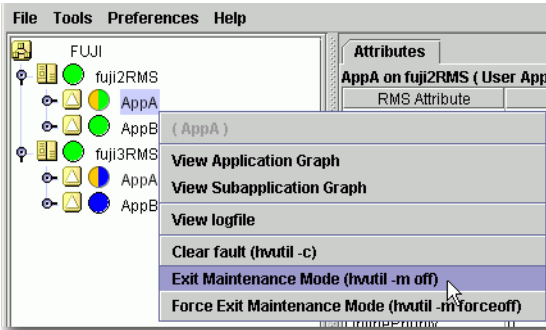 File Tools Preferences Help
FUJI
fuji2RMS
AppA
AppB
fuji3RMS
AppA
AppB
Attributes
AppA on fuji2RMS ( User App
RMS Attribute
( AppA )
View Application Graph
View Subapplication Graph
View logfile
Clear fault (hvutil -c)
Exit Maintenance Mode (hvutil -m off)
Force Exit Maintenance Mode (hvutil -m forceoff)